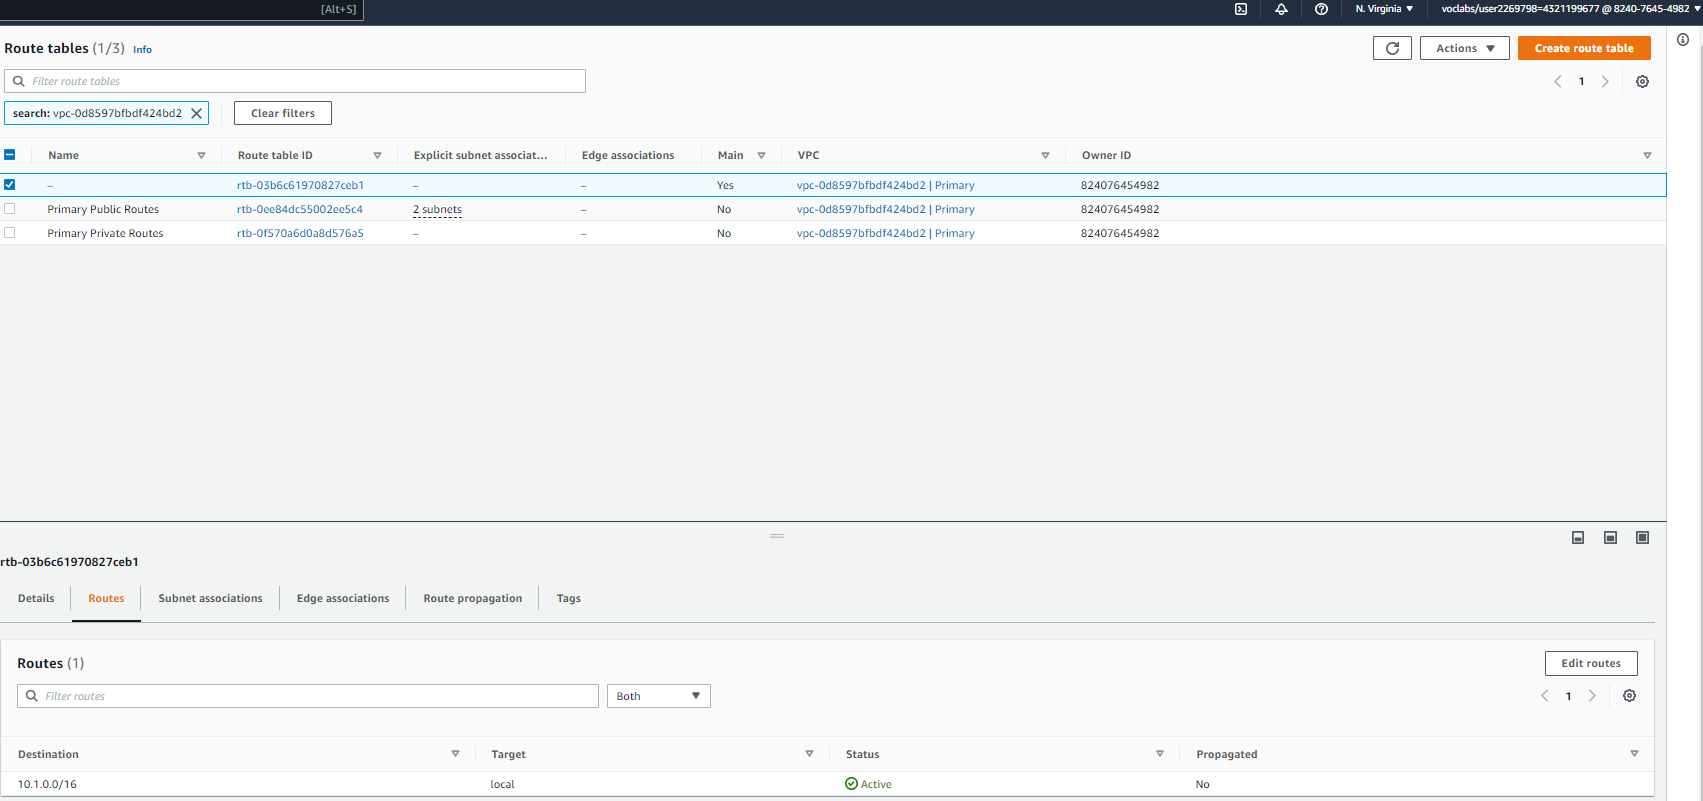 [Alt+S] N. Virginia voclabs/user2269798=4321199677 @ 8240-7645-4982
Route tables (1/3) Info
Actions
Create route table
Filter route tables
1
search: vpc-0d8597bfbdf424bd2
Clear filters
Name Route table ID Explicit subnet associat... Edge associations Main VPC Owner ID
– rtb-03b6c61970827ceb1 – – Yes vpc-0d8597bfbdf424bd2 | Primary 824076454982
Primary Public Routes rtb-0ee84dc55002ee5c4 2 subnets – No vpc-0d8597bfbdf424bd2 | Primary 824076454982
Primary Private Routes rtb-0f570a6d0a8d576a5 – – No vpc-0d8597bfbdf424bd2 | Primary 824076454982
rtb-03b6c61970827ceb1
Details Routes Subnet associations Edge associations Route propagation Tags
Routes (1)
Edit routes
Filter routes
Both
1
Destination Target Status Propagated
10.1.0.0/16 local Active No